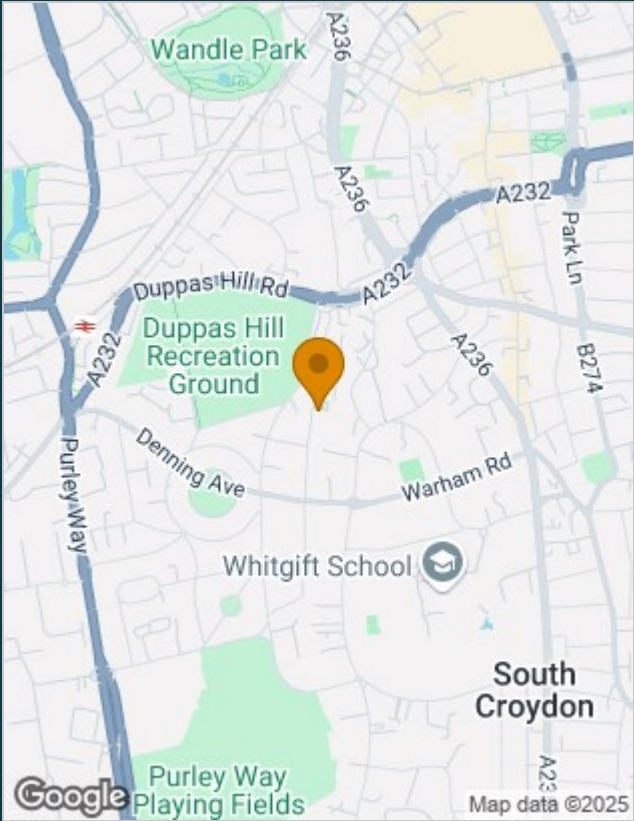 Wandle Park
A236
A236
A232
Park Ln
Duppas Hill Rd
A232
Duppas Hill
Recreation
Ground
A232
A236
B274
Denning Ave
Warham Rd
Purley Way
Whitgift School
South
Croydon
A23
Purley Way
Playing Fields
Google
Map data ©2025